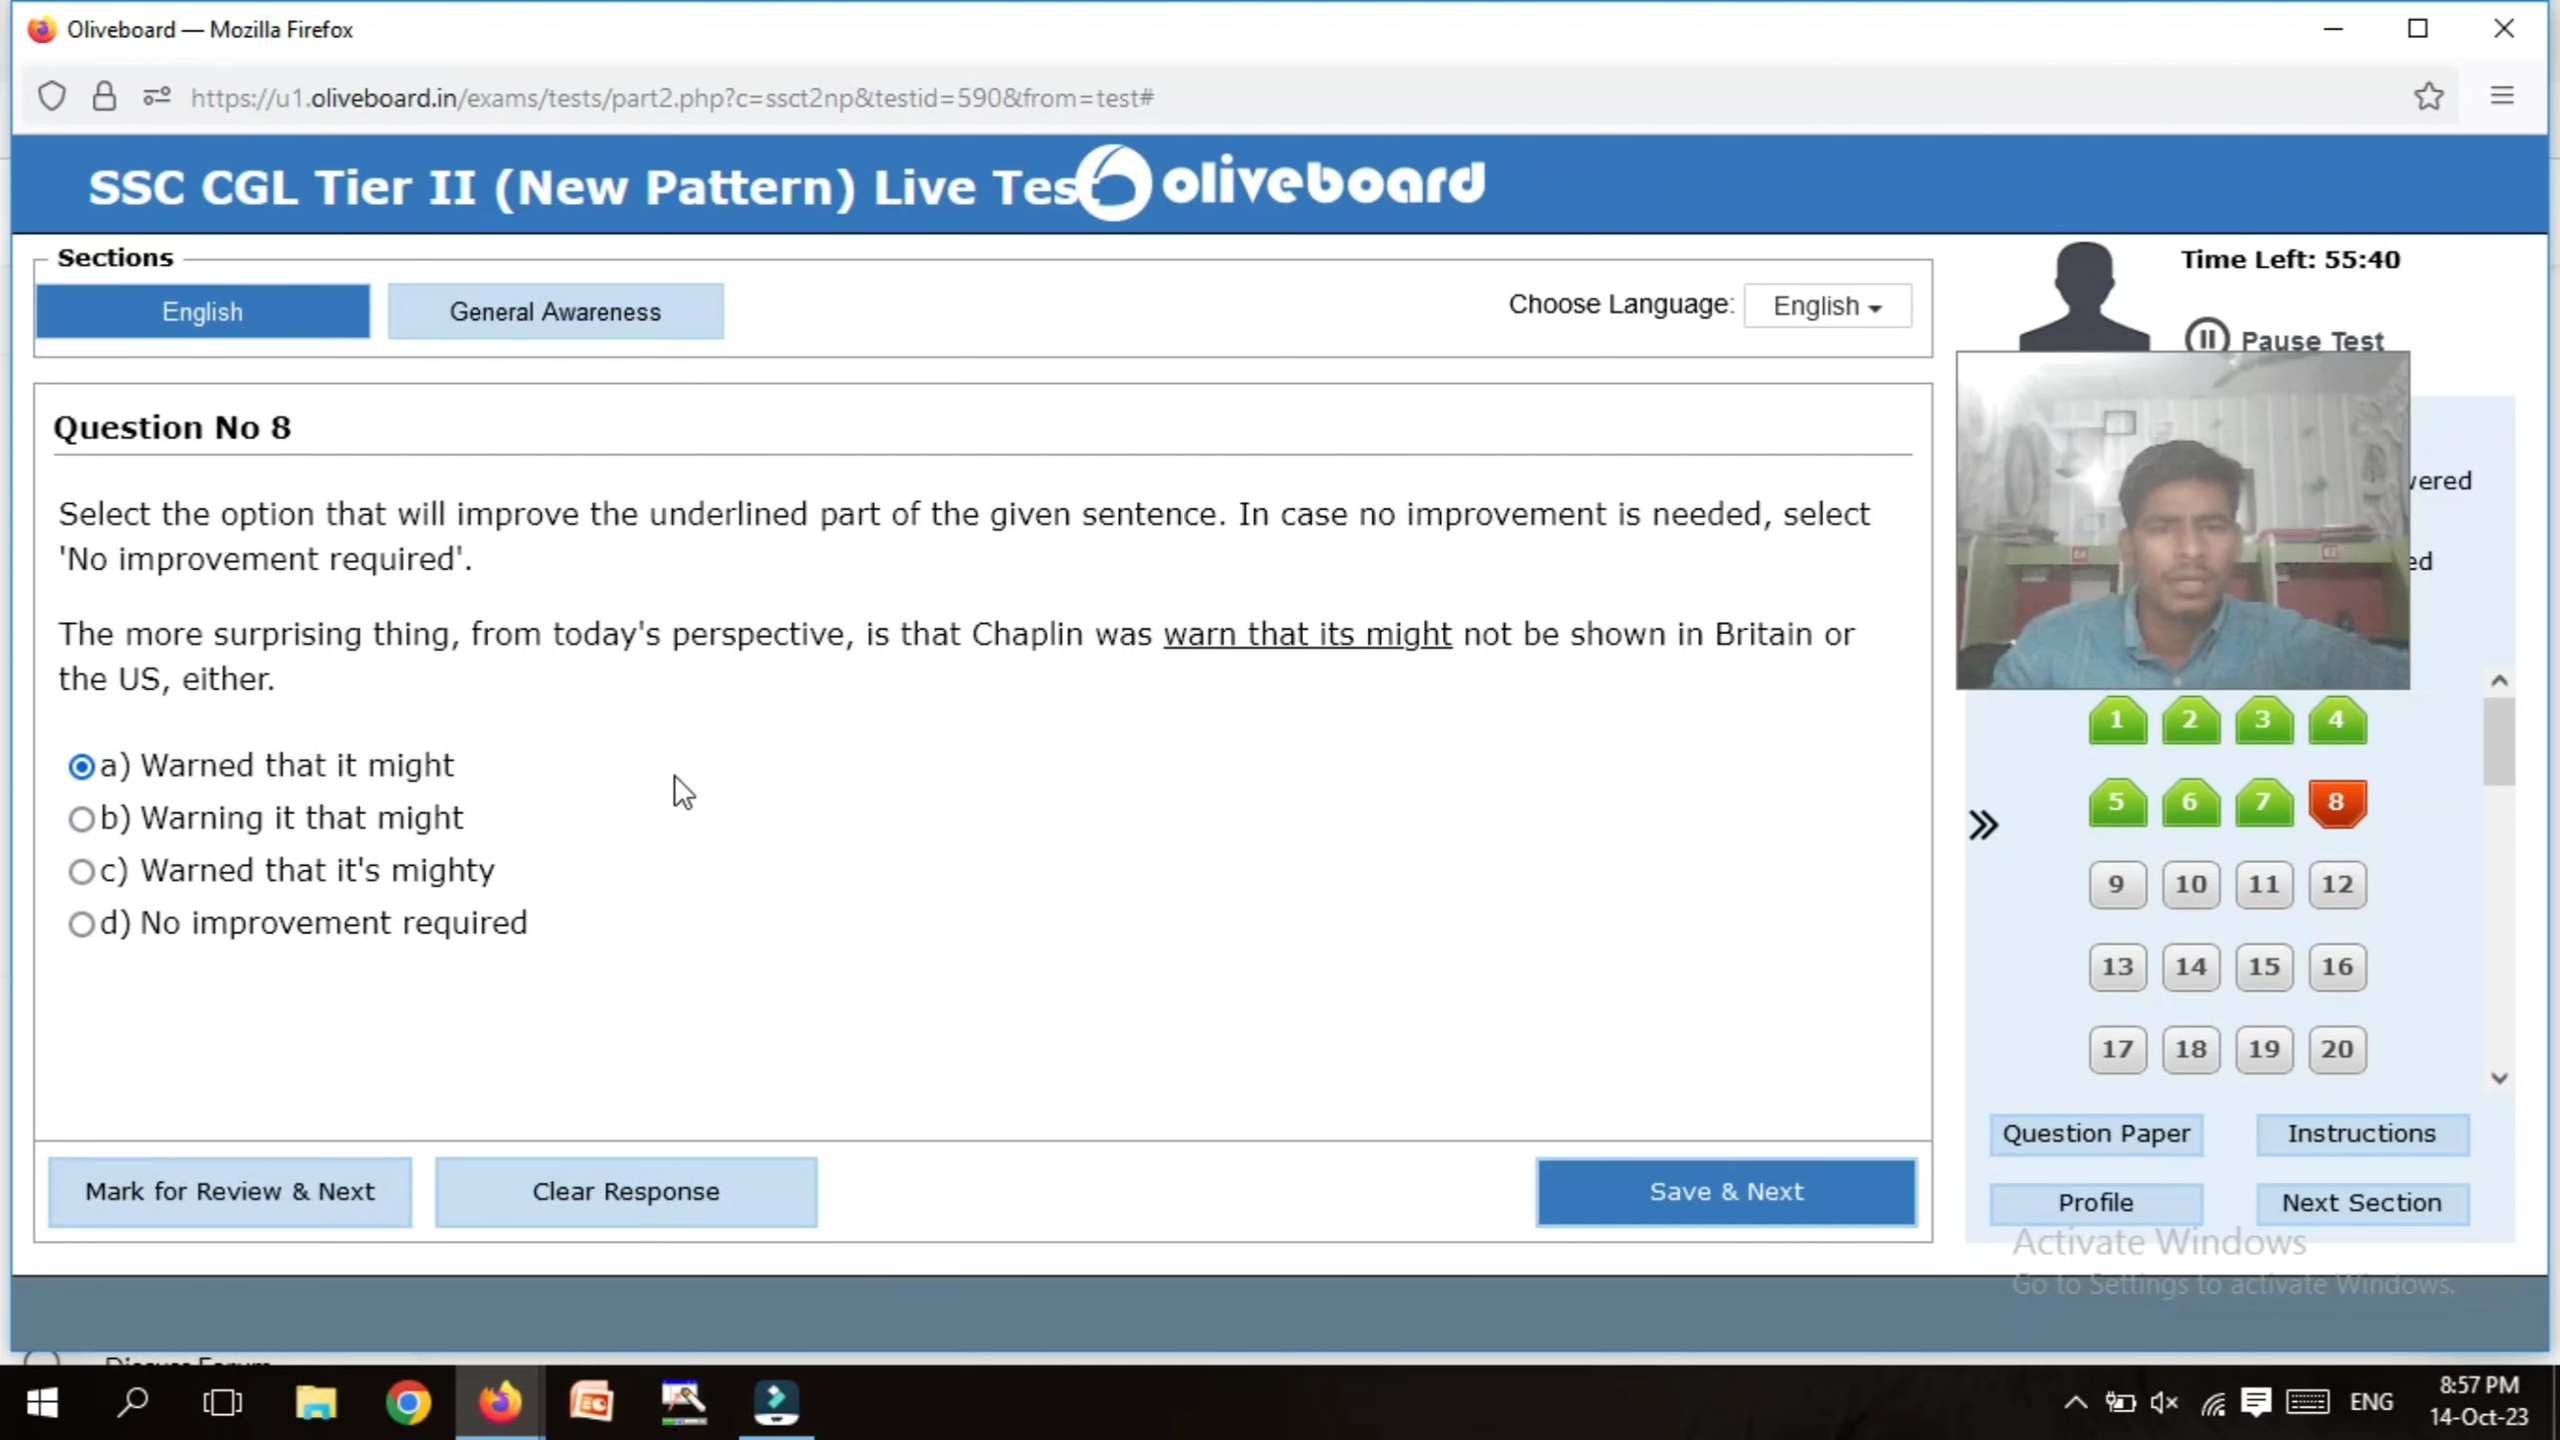 Oliveboard — Mozilla Firefox
https://u1.oliveboard.in/exams/tests/part2.php?c=ssct2np&testid=590&from=test#
SSC CGL Tier II (New Pattern) Live Tes
oliveboard
Sections
English
General Awareness
Choose Language:
English
Time Left: 55:40
Pause Test
Question No 8
Select the option that will improve the underlined part of the given sentence. In case no improvement is needed, select
'No improvement required'.
The more surprising thing, from today's perspective, is that Chaplin was warn that its might not be shown in Britain or
the US, either.
a) Warned that it might
b) Warning it that might
c) Warned that it's mighty
d) No improvement required
1 2 3 4
5 6 7 8
9 10 11 12
13 14 15 16
17 18 19 20
Question Paper
Instructions
Profile
Next Section
Mark for Review & Next
Clear Response
Save & Next
Activate Windows
Go to Settings to activate Windows.
ENG
8:57 PM
14-Oct-23